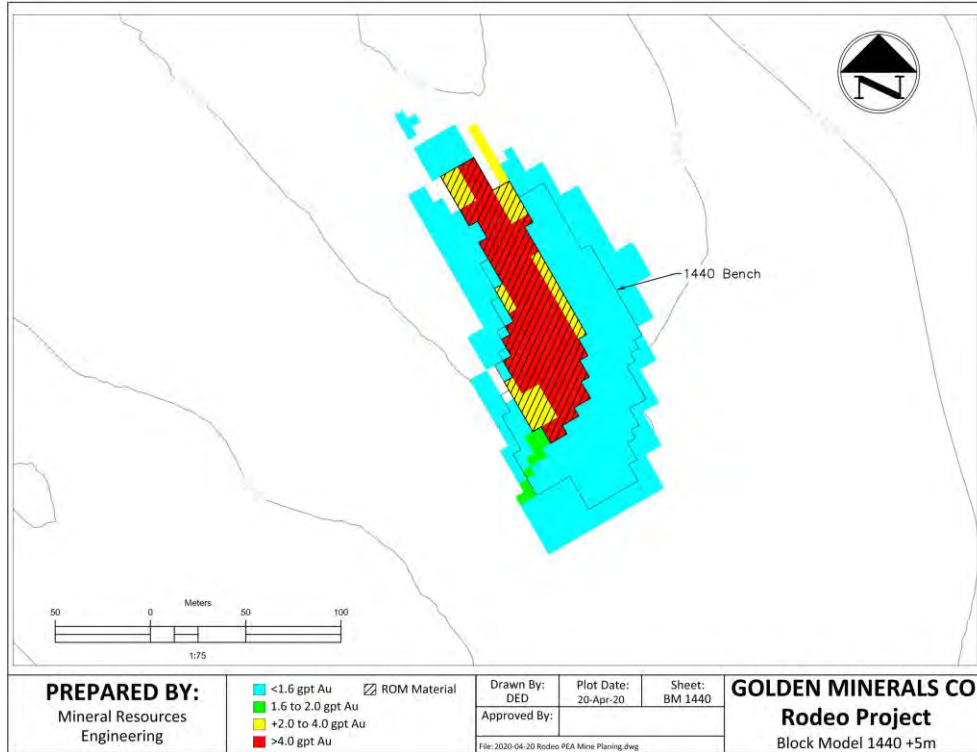 N
1440 Bench
Meters
50 0 50 100
1:75
PREPARED BY:
Mineral Resources
Engineering
<1.6 gpt Au
1.6 to 2.0 gpt Au
+2.0 to 4.0 gpt Au
>4.0 gpt Au
ROM Material
Drawn By:
DED
Plot Date:
20-Apr-20
Sheet:
BM 1440
Approved By:
File: 2020-04-20 Rodeo PEA Mine Planing.dwg
GOLDEN MINERALS CO
Rodeo Project
Block Model 1440 +5m